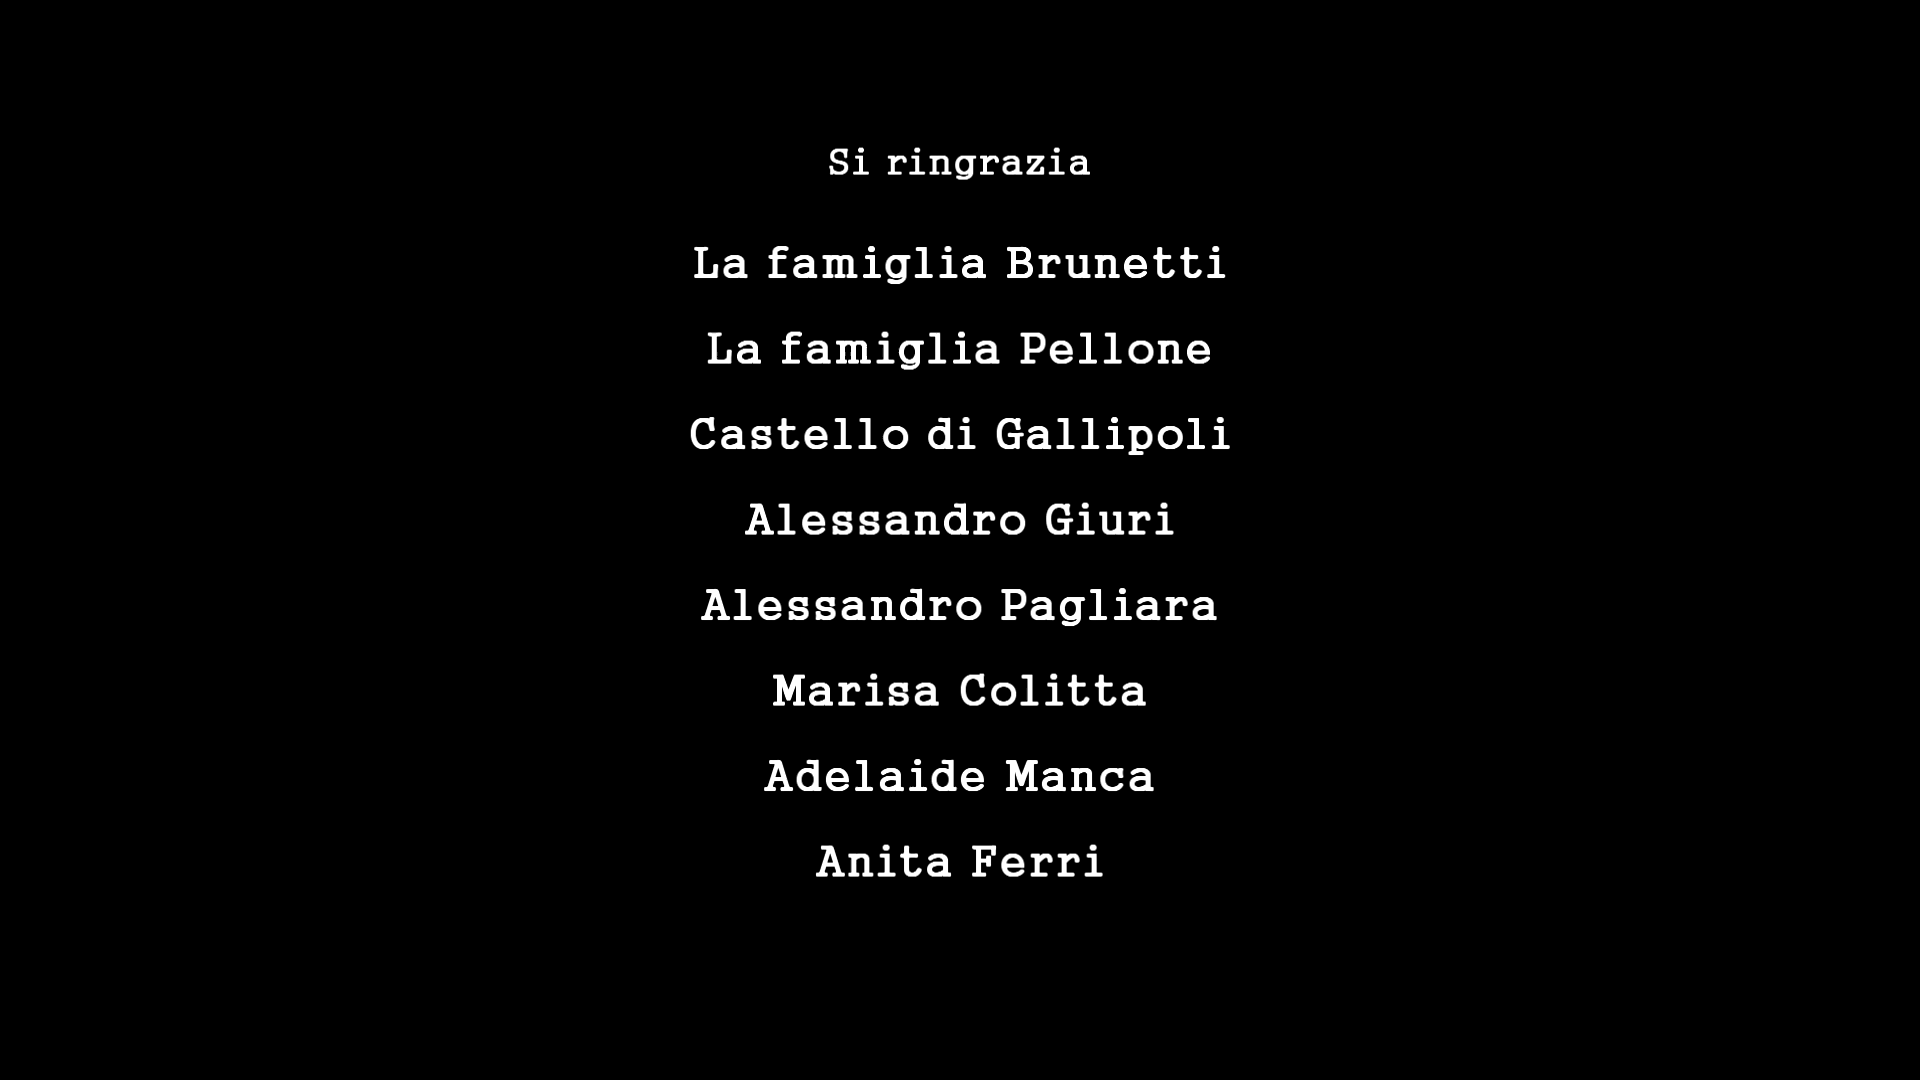 Si ringrazia
La famiglia Brunetti
La famiglia Pellone
Castello di Gallipoli
Alessandro Giuri
Alessandro Pagliara
Marisa Colitta
Adelaide Manca
Anita Ferri